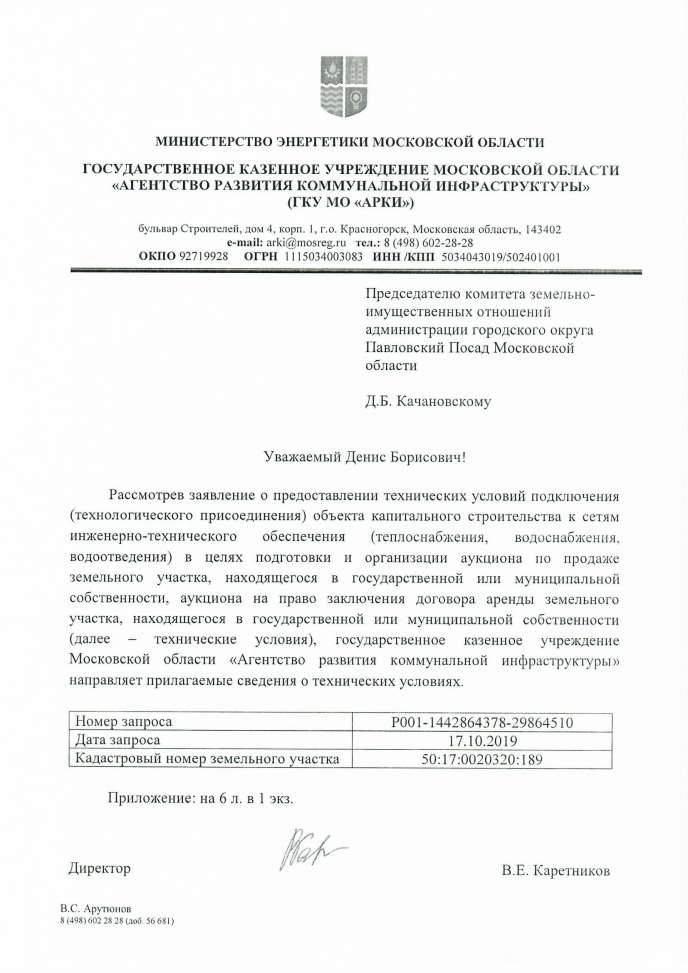 МИНИСТЕРСТВО ЭНЕРГЕТИКИ МОСКОВСКОЙ ОБЛАСТИ
ГОСУДАРСТВЕННОЕ КАЗЕННОЕ УЧРЕЖДЕНИЕ МОСКОВСКОЙ ОБЛАСТИ
«АГЕНТСТВО РАЗВИТИЯ КОММУНАЛЬНОЙ ИНФРАСТРУКТУРЫ»
(ГКУ МО «АРКИ»)
бульвар Строителей, дом 4, корп. 1, г.о. Красногорск, Московская область, 143402
e-mail: arki@mosreg.ru тел.: 8 (498) 602-28-28
ОКПО 92719928 ОГРН 1115034003083 ИНН /КПП 5034043019/502401001
Председателю комитета земельно-
имущественных отношений
администрации городского округа
Павловский Посад Московской
области
Д.Б. Качановскому
Уважаемый Денис Борисович!
Рассмотрев заявление о предоставлении технических условий подключения
(технологического присоединения) объекта капитального строительства к сетям
инженерно-технического обеспечения (теплоснабжения, водоснабжения,
водоотведения) в целях подготовки и организации аукциона по продаже
земельного участка, находящегося в государственной или муниципальной
собственности, аукциона на право заключения договора аренды земельного
участка, находящегося в государственной или муниципальной собственности
(далее – технические условия), государственное казенное учреждение
Московской области «Агентство развития коммунальной инфраструктуры»
направляет прилагаемые сведения о технических условиях.
Номер запроса P001-1442864378-29864510
Дата запроса 17.10.2019
Кадастровый номер земельного участка 50:17:0020320:189
Приложение: на 6 л. в 1 экз.
Директор В.Е. Каретников
В.С. Арутюнов
8 (498) 602 28 28 (доб. 56 681)